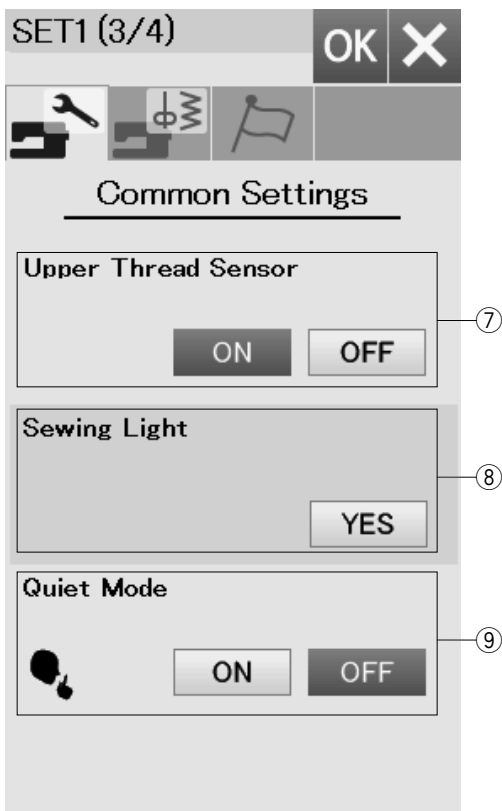 SET1 (3/4)
OK
Common Settings
Upper Thread Sensor
ON OFF
⑦
Sewing Light
YES
⑧
Quiet Mode
ON OFF
⑨